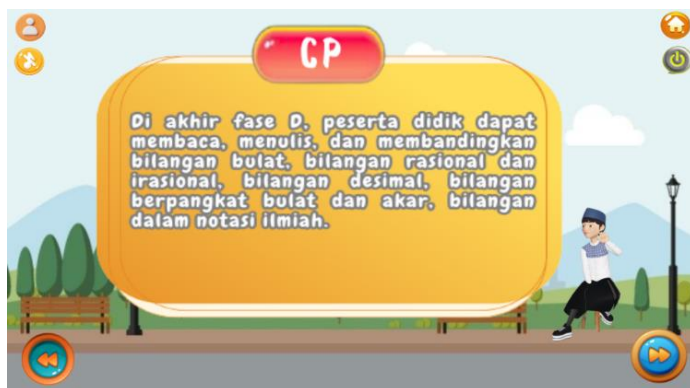 CP
Di akhir fase D, peserta didik dapat
membaca, menulis, dan membandingkan
bilangan bulat, bilangan rasional dan
irasional, bilangan desimal, bilangan
berpangkat bulat dan akar, bilangan
dalam notasi ilmiah.